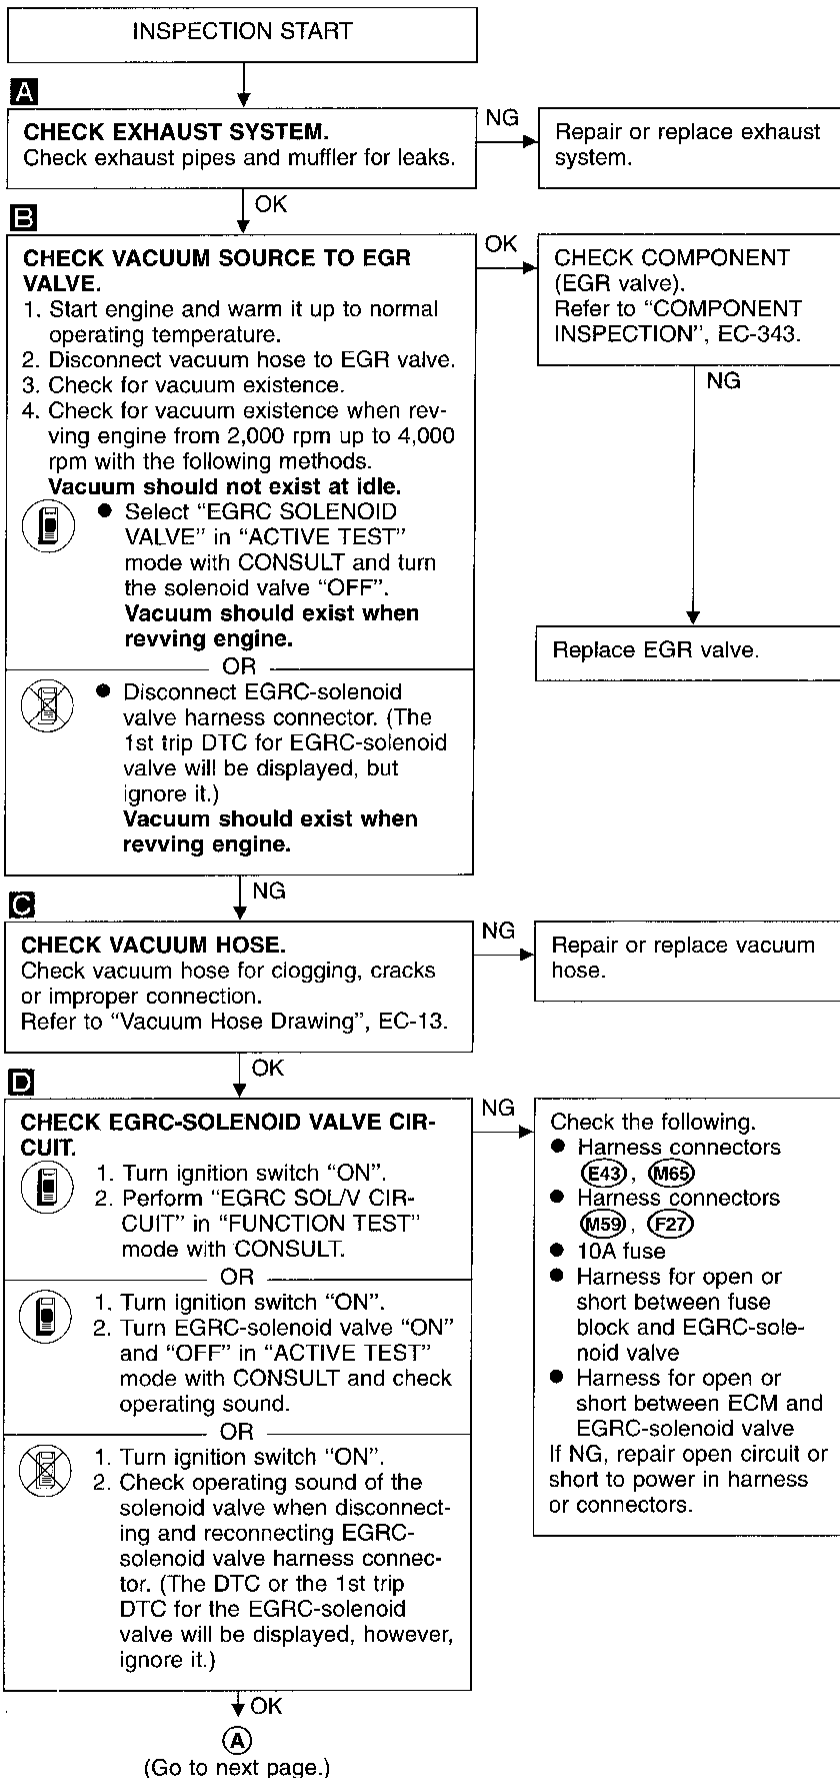 INSPECTION START
A
CHECK EXHAUST SYSTEM.
Check exhaust pipes and muffler for leaks.
NG
Repair or replace exhaust
system.
OK
B
CHECK VACUUM SOURCE TO EGR
VALVE.
1. Start engine and warm it up to normal
operating temperature.
2. Disconnect vacuum hose to EGR valve.
3. Check for vacuum existence.
4. Check for vacuum existence when rev-
ving engine from 2,000 rpm up to 4,000
rpm with the following methods.
Vacuum should not exist at idle.
● Select “EGRC SOLENOID
VALVE” in “ACTIVE TEST”
mode with CONSULT and turn
the solenoid valve “OFF”.
Vacuum should exist when
revving engine.
OR
● Disconnect EGRC-solenoid
valve harness connector. (The
1st trip DTC for EGRC-solenoid
valve will be displayed, but
ignore it.)
Vacuum should exist when
revving engine.
OK
CHECK COMPONENT
(EGR valve).
Refer to “COMPONENT
INSPECTION”, EC-343.
NG
Replace EGR valve.
NG
C
CHECK VACUUM HOSE.
Check vacuum hose for clogging, cracks
or improper connection.
Refer to “Vacuum Hose Drawing”, EC-13.
NG
Repair or replace vacuum
hose.
OK
D
CHECK EGRC-SOLENOID VALVE CIR-
CUIT.
1. Turn ignition switch “ON”.
2. Perform “EGRC SOL/V CIR-
CUIT” in “FUNCTION TEST”
mode with CONSULT.
OR
1. Turn ignition switch “ON”.
2. Turn EGRC-solenoid valve “ON”
and “OFF” in “ACTIVE TEST”
mode with CONSULT and check
operating sound.
OR
1. Turn ignition switch “ON”.
2. Check operating sound of the
solenoid valve when disconnect-
ing and reconnecting EGRC-
solenoid valve harness connec-
tor. (The DTC or the 1st trip
DTC for the EGRC-solenoid
valve will be displayed, however,
ignore it.)
NG
Check the following.
● Harness connectors
E43, M65
● Harness connectors
M59, F27
● 10A fuse
● Harness for open or
short between fuse
block and EGRC-sole-
noid valve
● Harness for open or
short between ECM and
EGRC-solenoid valve
If NG, repair open circuit or
short to power in harness
or connectors.
OK
A
(Go to next page.)